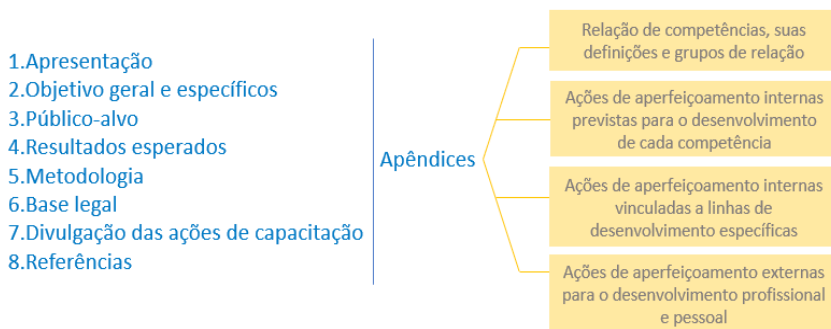 1.Apresentação
2.Objetivo geral e específicos
3.Público-alvo
4.Resultados esperados
5.Metodologia
6.Base legal
7.Divulgação das ações de capacitação
8.Referências
Apêndices
Relação de competências, suas
definições e grupos de relação
Ações de aperfeiçoamento internas
previstas para o desenvolvimento
de cada competência
Ações de aperfeiçoamento internas
vinculadas a linhas de
desenvolvimento específicas
Ações de aperfeiçoamento externas
para o desenvolvimento profissional
e pessoal